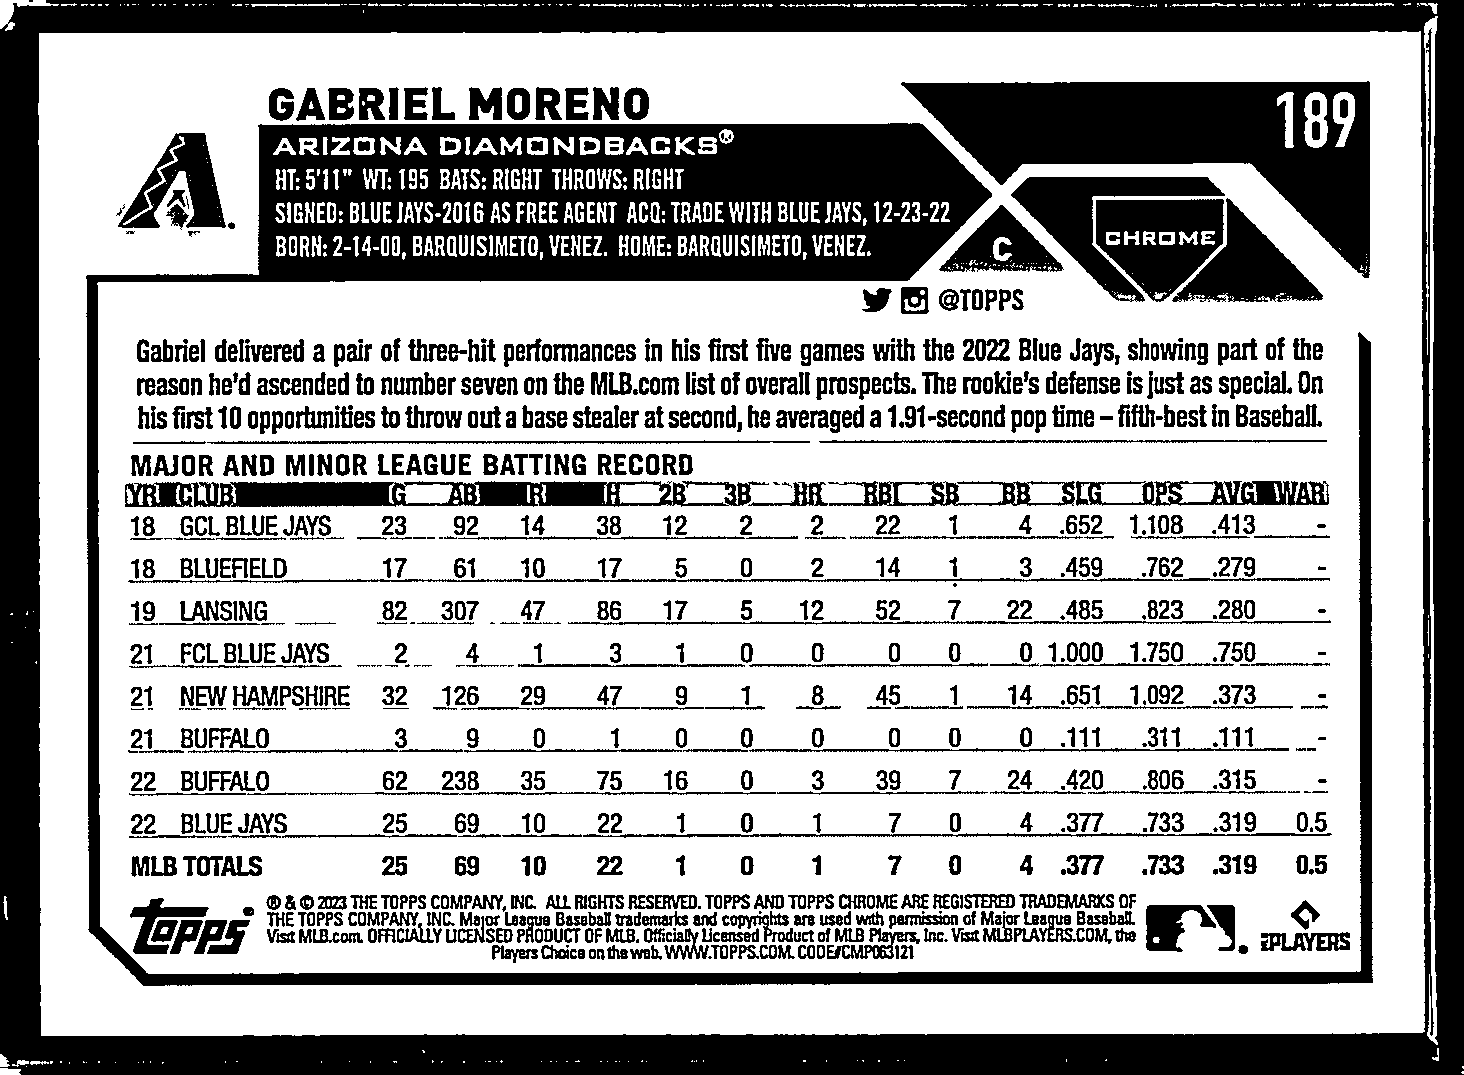 GABRIEL MORENO
189
ARIZONA DIAMONDBACKS®
HT: 5'11" WT: 195 BATS: RIGHT THROWS: RIGHT
SIGNED: BLUE JAYS-2016 AS FREE AGENT ACQ: TRADE WITH BLUE JAYS, 12-23-22
BORN: 2-14-00, BARQUISIMETO, VENEZ. HOME: BARQUISIMETO, VENEZ.
C
CHROME
@TOPPS
Gabriel delivered a pair of three-hit performances in his first five games with the 2022 Blue Jays, showing part of the
reason he'd ascended to number seven on the MLB.com list of overall prospects. The rookie's defense is just as special. On
his first 10 opportunities to throw out a base stealer at second, he averaged a 1.91-second pop time – fifth-best in Baseball.
MAJOR AND MINOR LEAGUE BATTING RECORD
YR CLUB G AB R H 2B 3B HR RBI SB BB SLG OPS AVG WAR
18 GCL BLUE JAYS 23 92 14 38 12 2 2 22 1 4 .652 1.108 .413 -
18 BLUEFIELD 17 61 10 17 5 0 2 14 1 3 .459 .762 .279 -
19 LANSING 82 307 47 86 17 5 12 52 7 22 .485 .823 .280 -
21 FCL BLUE JAYS 2 4 1 3 1 0 0 0 0 0 1.000 1.750 .750 -
21 NEW HAMPSHIRE 32 126 29 47 9 1 8 45 1 14 .651 1.092 .373 -
21 BUFFALO 3 9 0 1 0 0 0 0 0 0 .111 .311 .111 -
22 BUFFALO 62 238 35 75 16 0 3 39 7 24 .420 .806 .315 -
22 BLUE JAYS 25 69 10 22 1 0 1 7 0 4 .377 .733 .319 0.5
MLB TOTALS 25 69 10 22 1 0 1 7 0 4 .377 .733 .319 0.5
® & © 2023 THE TOPPS COMPANY, INC. ALL RIGHTS RESERVED. TOPPS AND TOPPS CHROME ARE REGISTERED TRADEMARKS OF
THE TOPPS COMPANY, INC. Major League Baseball trademarks and copyrights are used with permission of Major League Baseball.
Visit MLB.com. OFFICIALLY LICENSED PRODUCT OF MLB. Officially Licensed Product of MLB Players, Inc. Visit MLBPLAYERS.COM, the
Players Choice on the web. WWW.TOPPS.COM. CODE#CMP063121
Topps®
PLAYERS